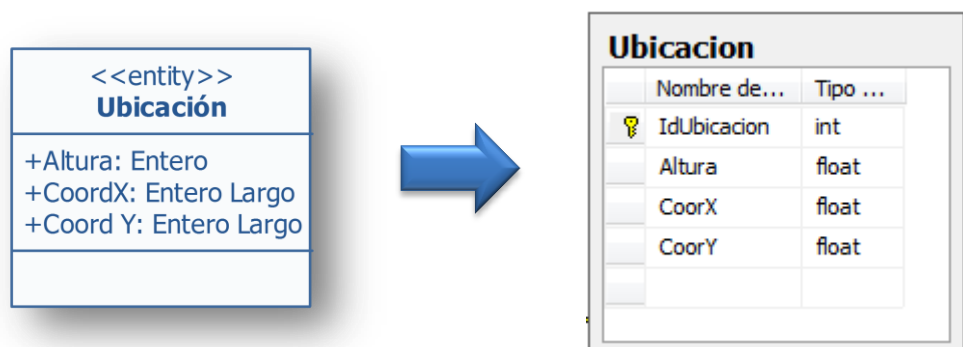 <<entity>>
Ubicación
+Altura: Entero
+CoordX: Entero Largo
+Coord Y: Entero Largo
Ubicacion
Nombre de... Tipo ...
IdUbicacion int
Altura float
CoorX float
CoorY float